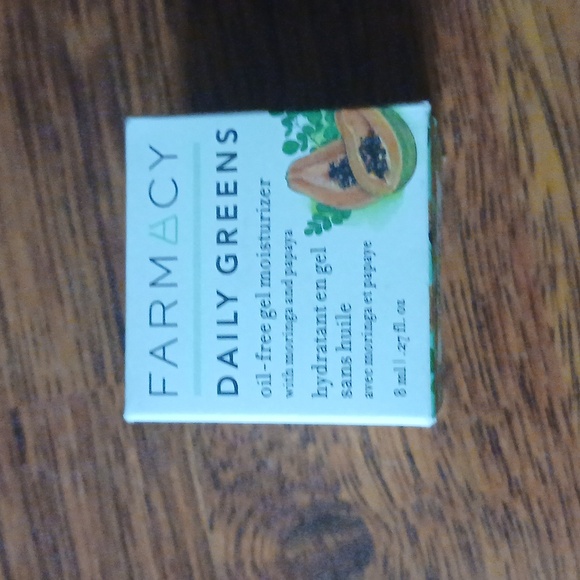 FARMACY
DAILY GREENS
oil-free gel moisturizer
with moringa and papaya
hydratant en gel
sans huile
avec moringa et papaye
8 ml | .27 fl. oz